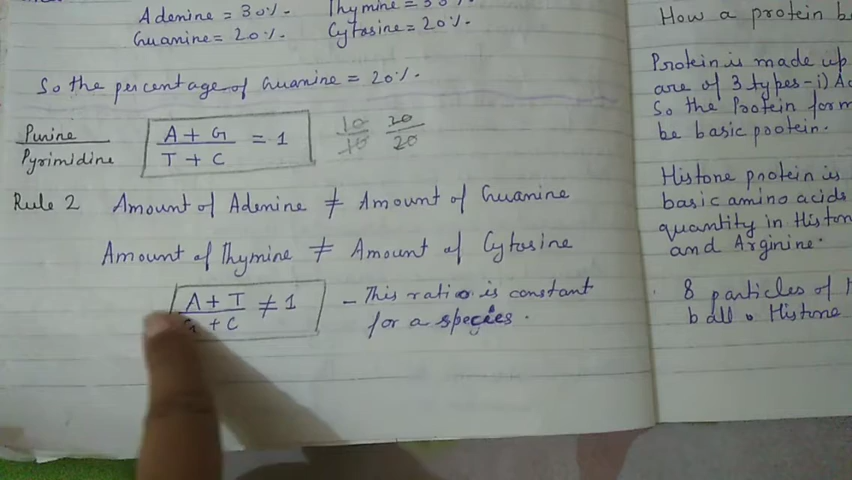 Adenine = 30%. Thymine = 30%.
Guanine = 20%. Cytosine = 20%.
So the percentage of Guanine = 20%.
Purine
Pyrimidine
A + G
T + C
= 1
10
10
20
20
Rule 2 Amount of Adenine ≠ Amount of Guanine
Amount of Thymine ≠ Amount of Cytosine
A + T
G + C
≠ 1
- This ratio is constant
for a species.
How a protein
Protein is made up
are of 3 types - i)
So the Protein
be basic pootein.
Histone protein is
basic amino acids
quantity in
and Arginine.
8 particles of
ball o Histone